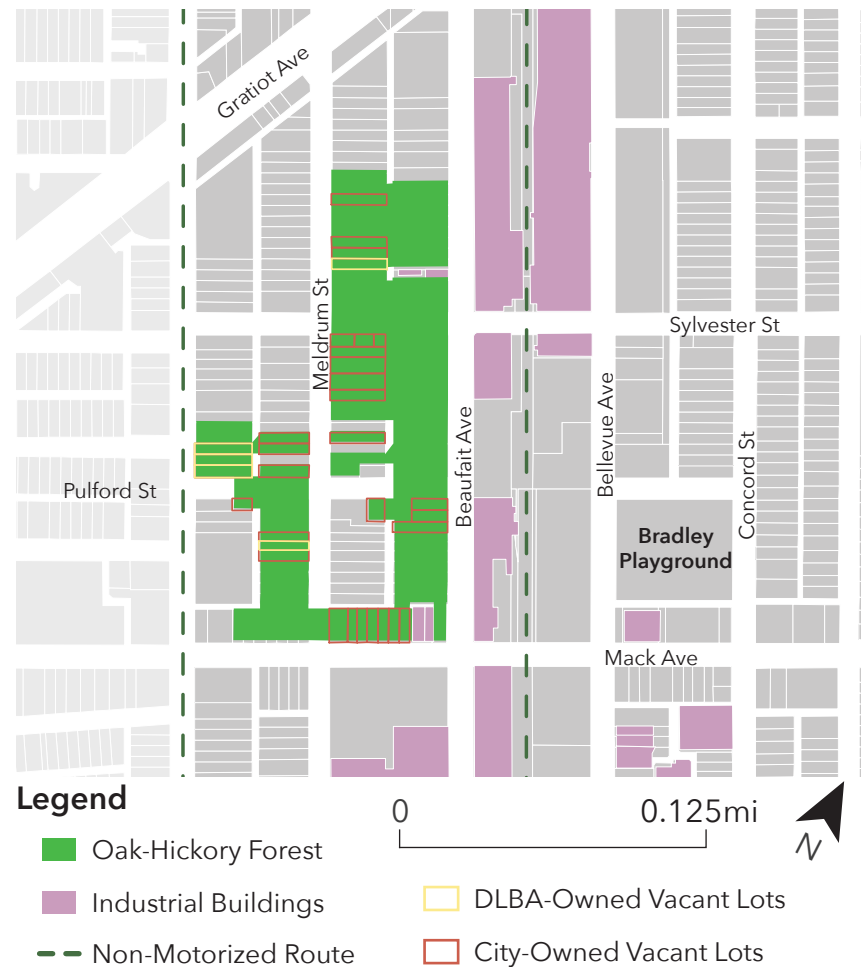 Gratiot Ave
Meldrum St
Sylvester St
Beaufait Ave
Bellevue Ave
Concord St
Pulford St
Bradley
Playground
Mack Ave
Legend
0 0.125mi
N
Oak-Hickory Forest
Industrial Buildings
DLBA-Owned Vacant Lots
Non-Motorized Route
City-Owned Vacant Lots